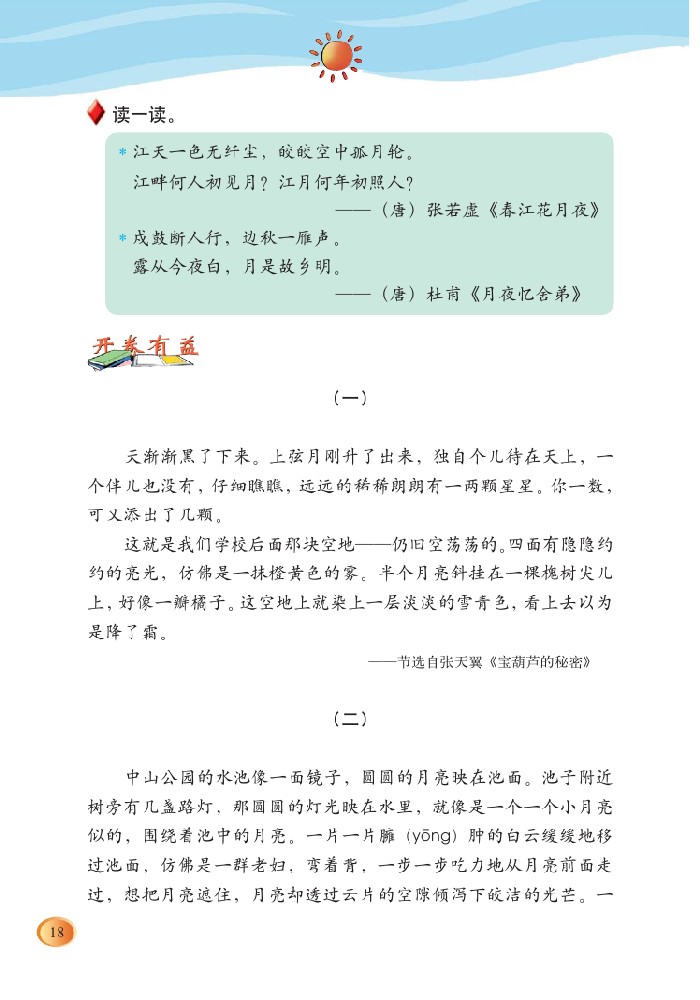 读一读。
* 江天一色无纤尘，皎皎空中孤月轮。
江畔何人初见月？江月何年初照人？
——（唐）张若虚《春江花月夜》
* 戍鼓断人行，边秋一雁声。
露从今夜白，月是故乡明。
——（唐）杜甫《月夜忆舍弟》
开卷有益
（一）
天渐渐黑了下来。上弦月刚升了出来，独自个儿待在天上，一
个伴儿也没有，仔细瞧瞧，远远的稀稀朗朗有一两颗星星。你一数，
可又添出了几颗。
这就是我们学校后面那块空地——仍旧空荡荡的。四面有隐隐约
约的亮光，仿佛是一抹橙黄色的雾。半个月亮斜挂在一棵槐树尖儿
上，好像一瓣橘子。这空地上就染上一层淡淡的雪青色，看上去以为
是降了霜。
——节选自张天翼《宝葫芦的秘密》
（二）
中山公园的水池像一面镜子，圆圆的月亮映在池面。池子附近
树旁有几盏路灯，那圆圆的灯光映在水里，就像是一个一个小月亮
似的，围绕着池中的月亮。一片一片臃（yōng）肿的白云缓缓地移
过池面，仿佛是一群老妇，弯着背，一步一步吃力地从月亮前面走
过，想把月亮遮住，月亮却透过云片的空隙倾泻下皎洁的光芒。一
18